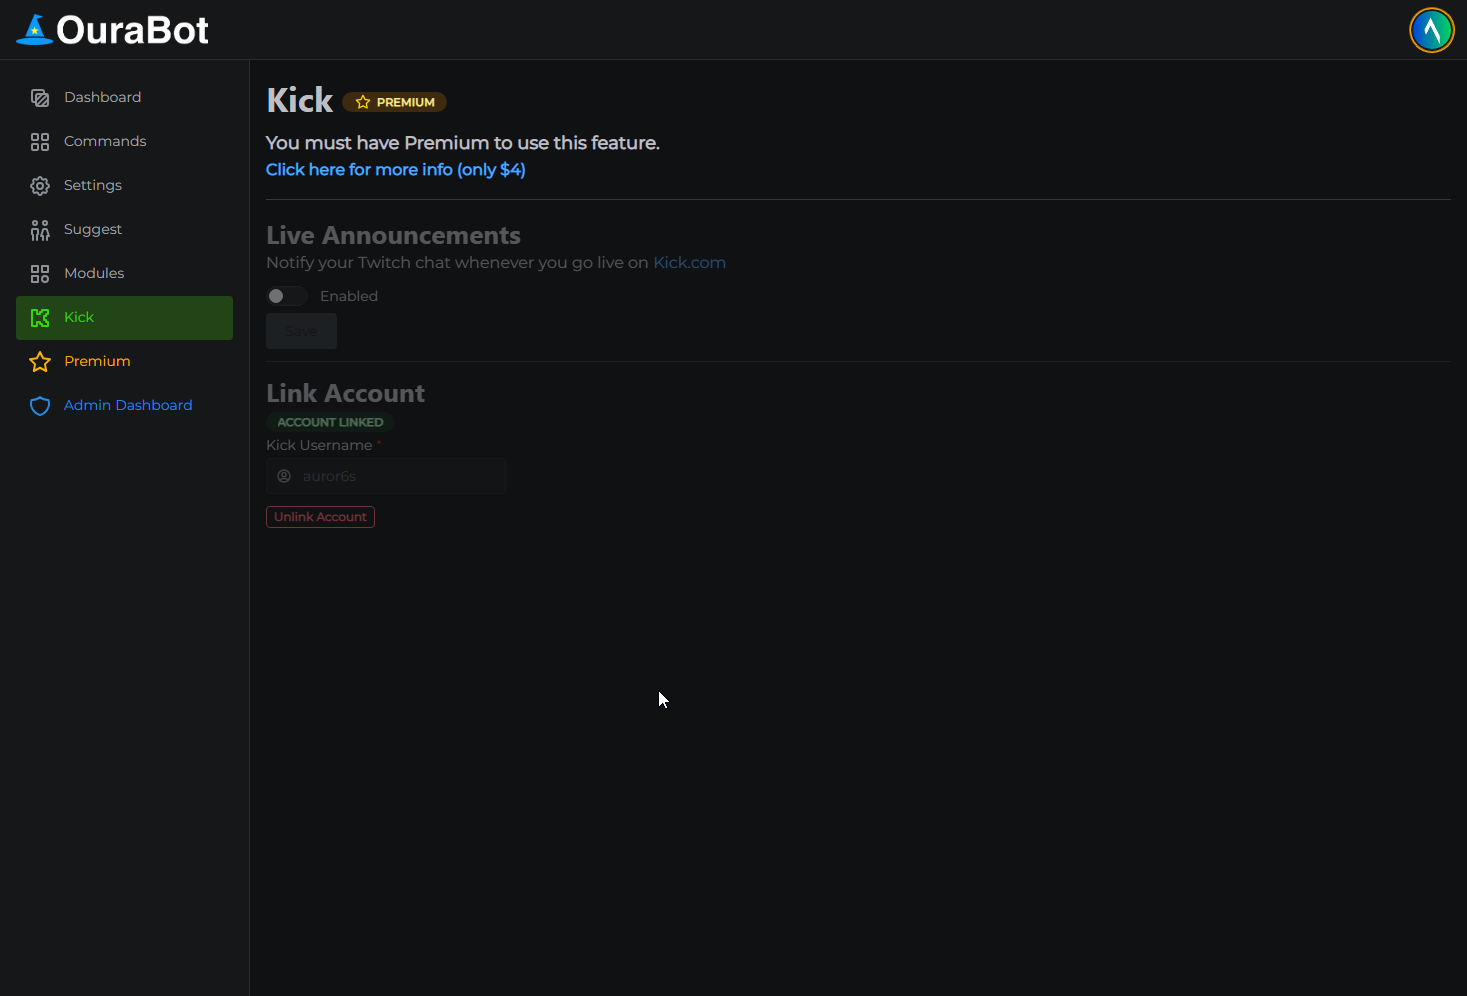 OuraBot
Dashboard
Commands
Settings
Suggest
Modules
Kick
Premium
Admin Dashboard
Kick PREMIUM
You must have Premium to use this feature.
Click here for more info (only $4)
Live Announcements
Notify your Twitch chat whenever you go live on Kick.com
Enabled
Save
Link Account
ACCOUNT LINKED
Kick Username *
auror6s
Unlink Account